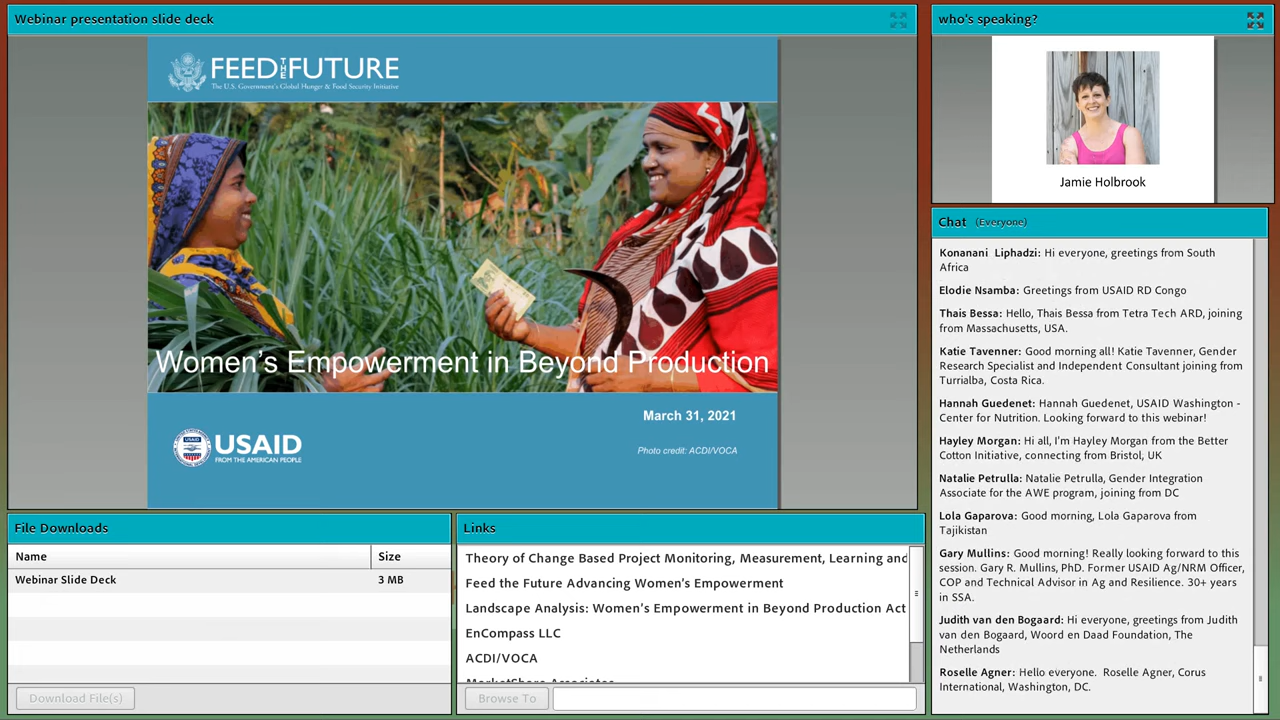 Webinar presentation slide deck
FEED THE FUTURE
The U.S. Government's Global Hunger & Food Security Initiative
Women's Empowerment in Beyond Production
March 31, 2021
USAID
USAID
FROM THE AMERICAN PEOPLE
Photo credit: ACDI/VOCA
who's speaking?
Jamie Holbrook
Chat (Everyone)
Konanani Liphadzi: Hi everyone, greetings from South
Africa
Elodie Nsamba: Greetings from USAID RD Congo
Thais Bessa: Hello, Thais Bessa from Tetra Tech ARD, joining
from Massachusetts, USA.
Katie Tavenner: Good morning all! Katie Tavenner, Gender
Research Specialist and Independent Consultant joining from
Turrialba, Costa Rica.
Hannah Guedenet: Hannah Guedenet, USAID Washington -
Center for Nutrition. Looking forward to this webinar!
Hayley Morgan: Hi all, I'm Hayley Morgan from the Better
Cotton Initiative, connecting from Bristol, UK
Natalie Petrulla: Natalie Petrulla, Gender Integration
Associate for the AWE program, joining from DC
Lola Gaparova: Good morning, Lola Gaparova from
Tajikistan
Gary Mullins: Good morning! Really looking forward to this
session. Gary R. Mullins, PhD. Former USAID Ag/NRM Officer,
COP and Technical Advisor in Ag and Resilience. 30+ years
in SSA.
Judith van den Bogaard: Hi everyone, greetings from Judith
van den Bogaard, Woord en Daad Foundation, The
Netherlands
Roselle Agner: Hello everyone. Roselle Agner, Corus
International, Washington, DC.
File Downloads
Name Size
Webinar Slide Deck 3 MB
Download File(s)
Links
Theory of Change Based Project Monitoring, Measurement, Learning and
Feed the Future Advancing Women's Empowerment
Landscape Analysis: Women's Empowerment in Beyond Production Act
EnCompass LLC
ACDI/VOCA
MarketShare Associates
Browse To